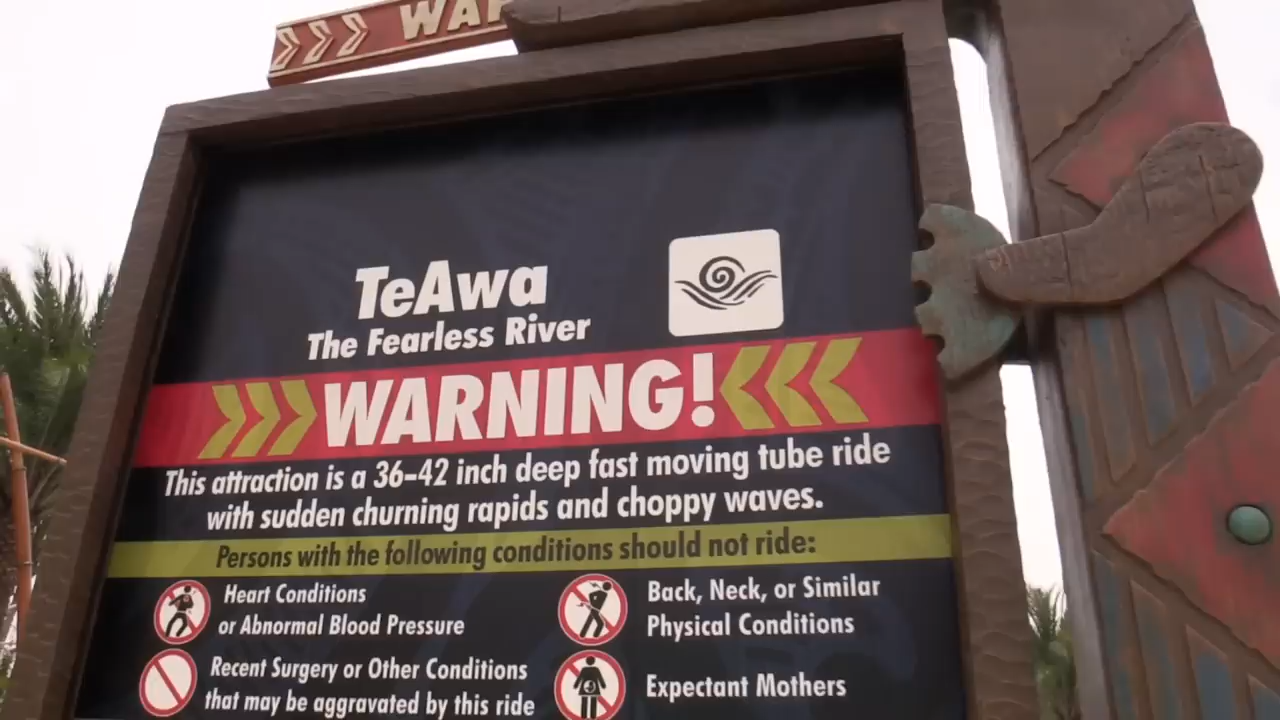 TeAwa
The Fearless River
WARNING!
This attraction is a 36–42 inch deep fast moving tube ride
with sudden churning rapids and choppy waves.
Persons with the following conditions should not ride:
Heart Conditions
or Abnormal Blood Pressure
Back, Neck, or Similar
Physical Conditions
Recent Surgery or Other Conditions
that may be aggravated by this ride
Expectant Mothers